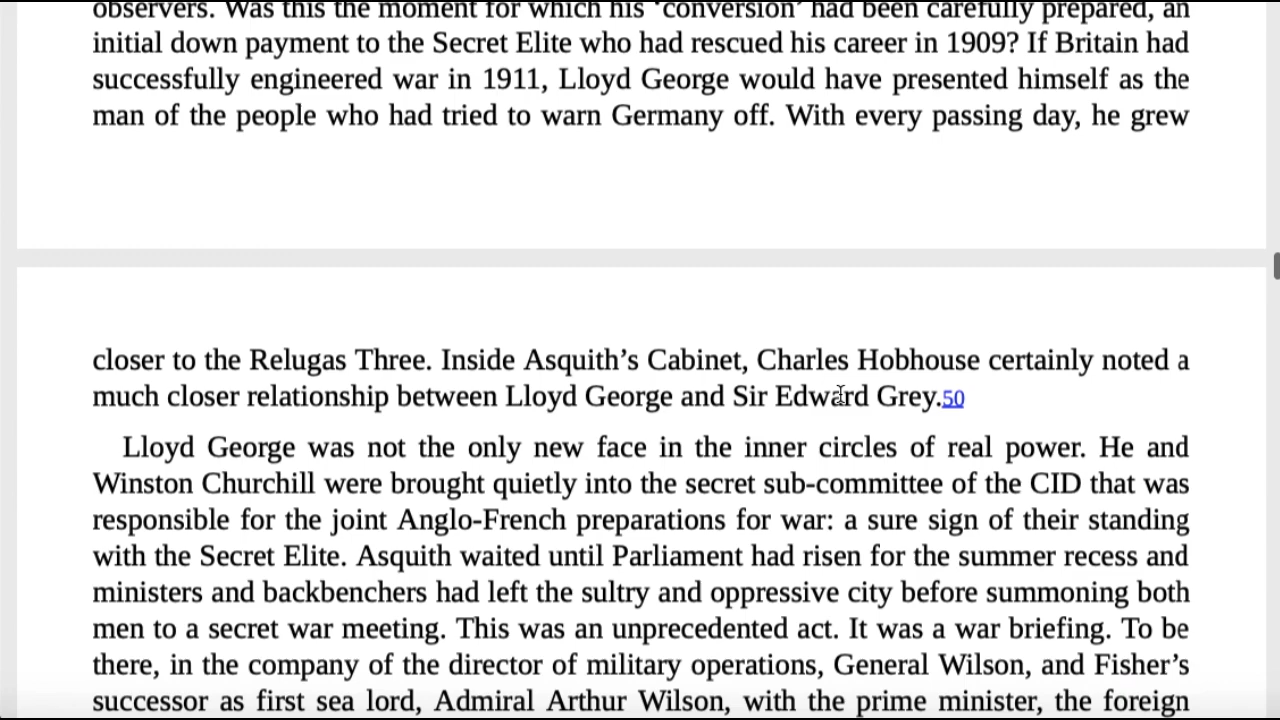 observers. Was this the moment for which his ‘conversion’ had been carefully prepared, an
initial down payment to the Secret Elite who had rescued his career in 1909? If Britain had
successfully engineered war in 1911, Lloyd George would have presented himself as the
man of the people who had tried to warn Germany off. With every passing day, he grew
closer to the Relugas Three. Inside Asquith’s Cabinet, Charles Hobhouse certainly noted a
much closer relationship between Lloyd George and Sir Edward Grey.50
Lloyd George was not the only new face in the inner circles of real power. He and
Winston Churchill were brought quietly into the secret sub-committee of the CID that was
responsible for the joint Anglo-French preparations for war: a sure sign of their standing
with the Secret Elite. Asquith waited until Parliament had risen for the summer recess and
ministers and backbenchers had left the sultry and oppressive city before summoning both
men to a secret war meeting. This was an unprecedented act. It was a war briefing. To be
there, in the company of the director of military operations, General Wilson, and Fisher’s
successor as first sea lord, Admiral Arthur Wilson, with the prime minister, the foreign